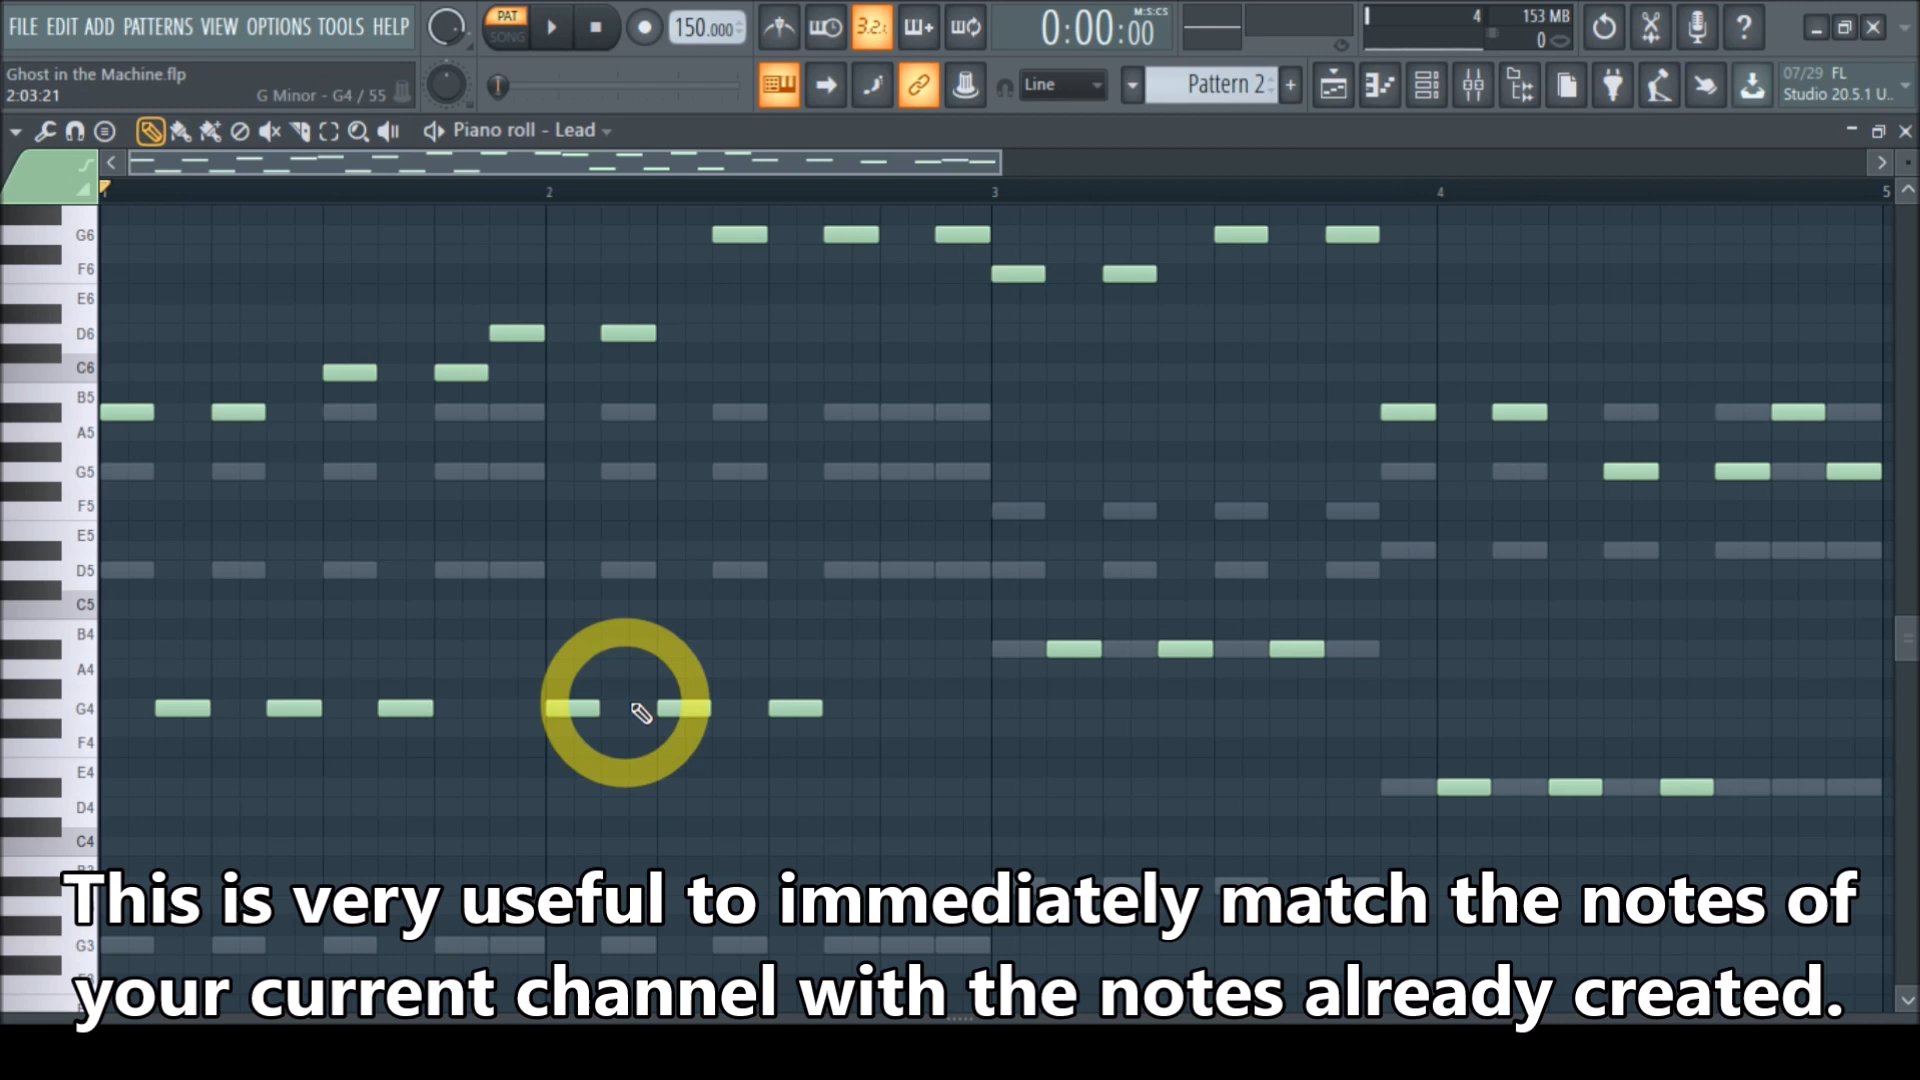 FILE EDIT ADD PATTERNS VIEW OPTIONS TOOLS HELP
PAT
SONG
150.000
3.2.
0:00:00
M:S:CS
4
153 MB
0
Ghost in the Machine.flp
2:03:21
G Minor - G4 / 55
Line
Pattern 2
+
07/29 FL
Studio 20.5.1 U..
Piano roll - Lead
2
3
4
5
G6
F6
E6
D6
C6
B5
A5
G5
F5
E5
D5
C5
B4
A4
G4
F4
E4
D4
C4
G3
This is very useful to immediately match the notes of
your current channel with the notes already created.